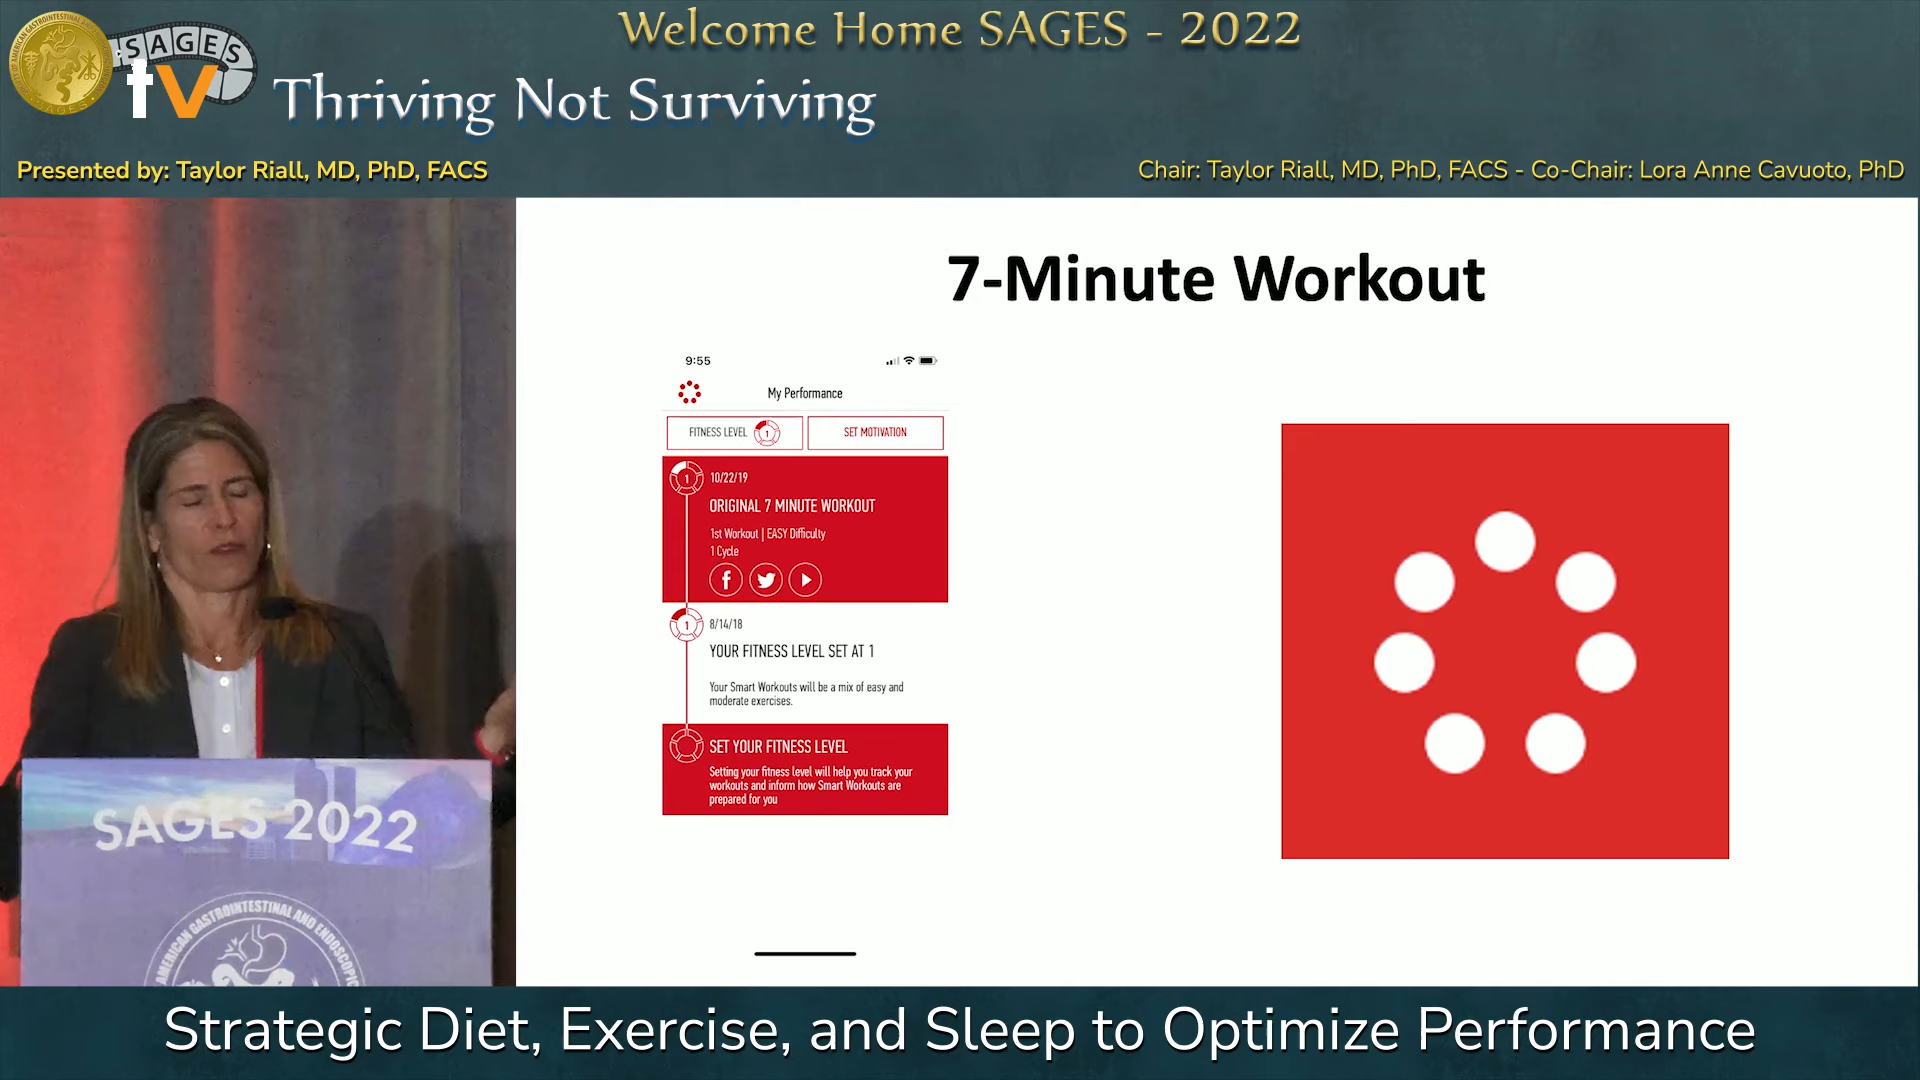 Welcome Home SAGES - 2022
SAGES
tv
Thriving Not Surviving
Presented by: Taylor Riall, MD, PhD, FACS
Chair: Taylor Riall, MD, PhD, FACS - Co-Chair: Lora Anne Cavuoto, PhD
7-Minute Workout
9:55
My Performance
FITNESS LEVEL 1
SET MOTIVATION
1
10/22/19
ORIGINAL 7 MINUTE WORKOUT
1st Workout | EASY Difficulty
1 Cycle
1
8/14/18
YOUR FITNESS LEVEL SET AT 1
Your Smart Workouts will be a mix of easy and
moderate exercises.
SET YOUR FITNESS LEVEL
Setting your fitness level will help you track your
workouts and inform how Smart Workouts are
prepared for you
SAGES 2022
AMERICAN GASTROINTESTINAL AND ENDOSCOPIC
Strategic Diet, Exercise, and Sleep to Optimize Performance